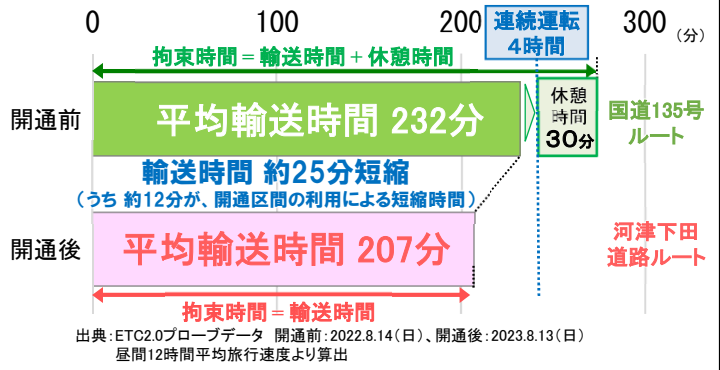 0
100
200
300
(分)
連続運転
4時間
拘束時間=輸送時間+休憩時間
開通前
平均輸送時間 232分
休憩
時間
30分
国道135号
ルート
輸送時間 約25分短縮
(うち 約12分が、開通区間の利用による短縮時間)
開通後
平均輸送時間 207分
河津下田
道路ルート
拘束時間=輸送時間
出典:ETC2.0プローブデータ 開通前:2022.8.14(日)、開通後:2023.8.13(日)
昼間12時間平均旅行速度より算出